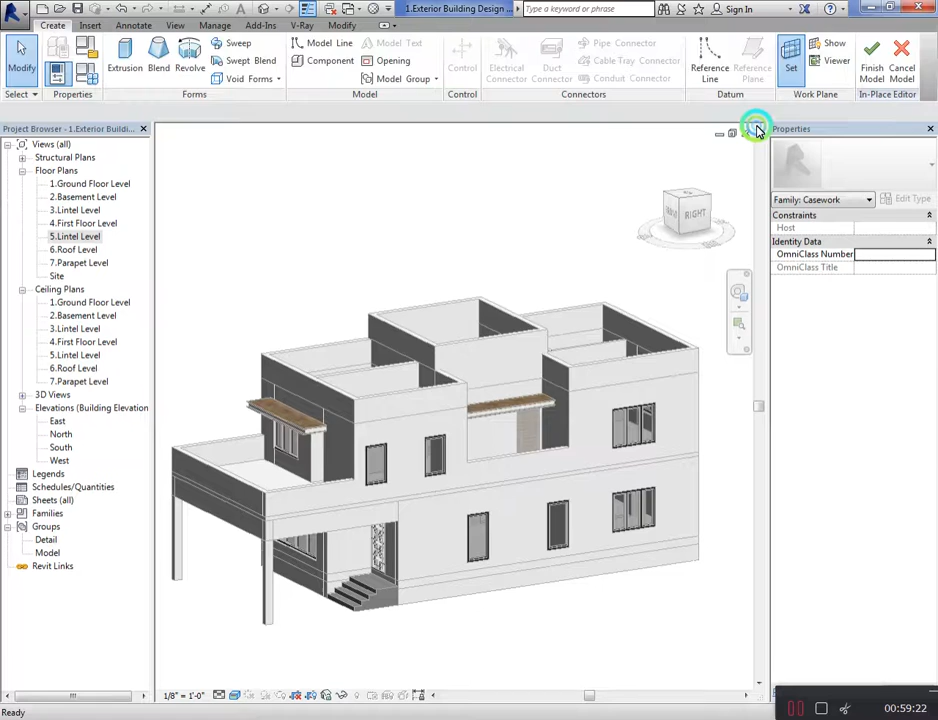 1.Exterior Building Design ...
Type a keyword or phrase
Sign In
Create
Insert
Annotate
View
Manage
Add-Ins
V-Ray
Modify
Modify
Extrusion
Blend
Revolve
Sweep
Swept Blend
Void Forms
Model Line
Component
Model Text
Opening
Model Group
Control
Electrical Connector
Duct Connector
Pipe Connector
Cable Tray Connector
Conduit Connector
Reference Line
Reference Plane
Set
Show
Viewer
Finish Model
Cancel Model
Select
Properties
Forms
Model
Control
Connectors
Datum
Work Plane
In-Place Editor
Project Browser - 1.Exterior Buildi...
Views (all)
Structural Plans
Floor Plans
1.Ground Floor Level
2.Basement Level
3.Lintel Level
4.First Floor Level
5.Lintel Level
6.Roof Level
7.Parapet Level
Site
Ceiling Plans
1.Ground Floor Level
2.Basement Level
3.Lintel Level
4.First Floor Level
5.Lintel Level
6.Roof Level
7.Parapet Level
3D Views
Elevations (Building Elevation
East
North
South
West
Legends
Schedules/Quantities
Sheets (all)
Families
Groups
Detail
Model
Revit Links
RIGHT
Properties
Family: Casework
Edit Type
Constraints
Host
Identity Data
OmniClass Number
OmniClass Title
1/8" = 1'-0"
Ready
00:59:22